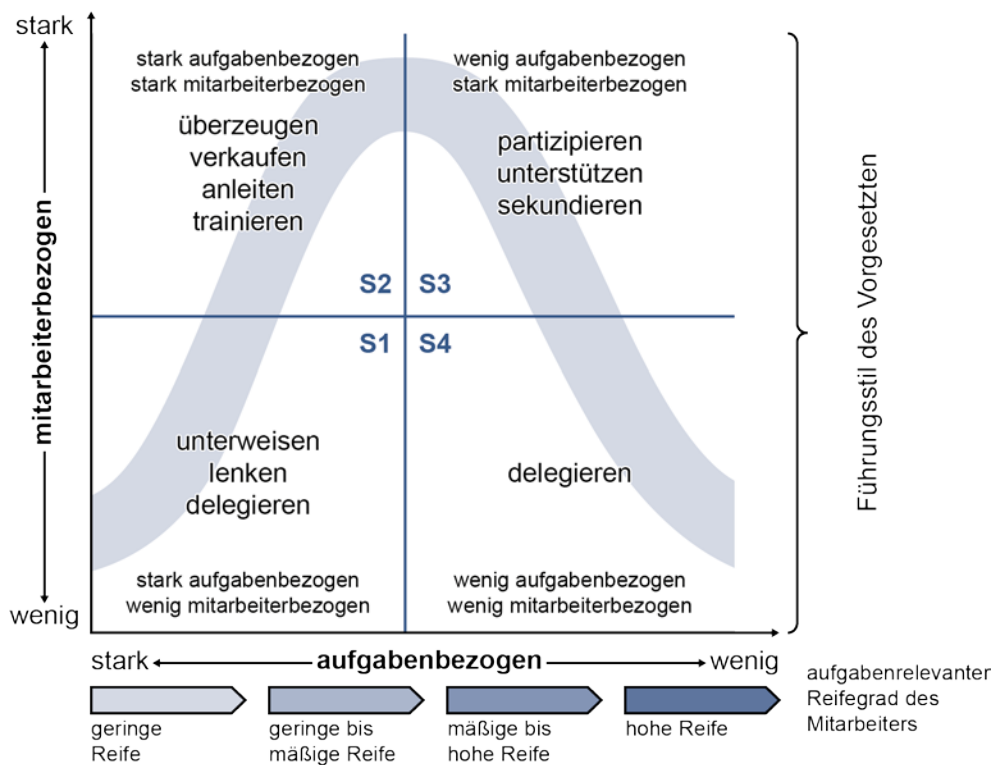 stark
mitarbeiterbezogen
wenig
stark aufgabenbezogen
stark mitarbeiterbezogen
überzeugen
verkaufen
anleiten
trainieren
wenig aufgabenbezogen
stark mitarbeiterbezogen
partizipieren
unterstützen
sekundieren
S2
S3
S1
S4
unterweisen
lenken
delegieren
stark aufgabenbezogen
wenig mitarbeiterbezogen
delegieren
wenig aufgabenbezogen
wenig mitarbeiterbezogen
Führungsstil des Vorgesetzten
stark
aufgabenbezogen
wenig
geringe
Reife
geringe bis
mäßige Reife
mäßige bis
hohe Reife
hohe Reife
aufgabenrelevanter
Reifegrad des
Mitarbeiters